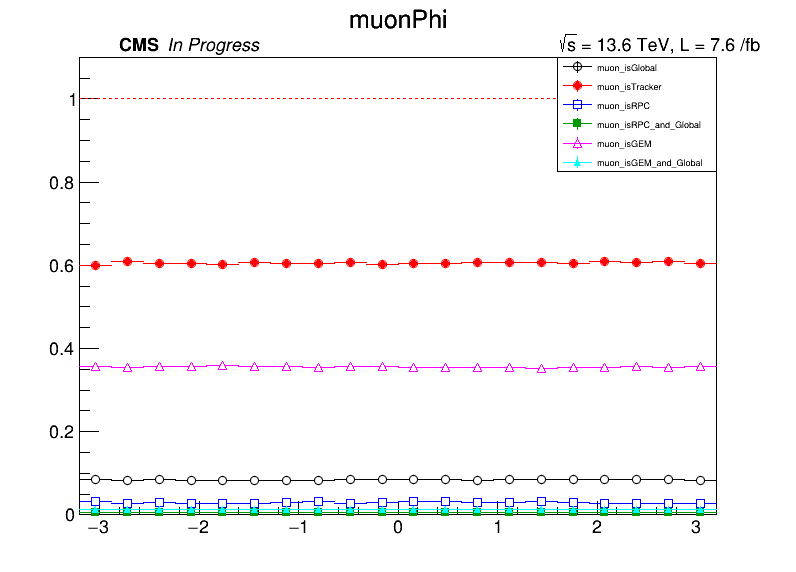 muonPhi
CMS In Progress
√s = 13.6 TeV, L = 7.6 /fb
muon_isGlobal
muon_isTracker
muon_isRPC
muon_isRPC_and_Global
muon_isGEM
muon_isGEM_and_Global
1
0.8
0.6
0.4
0.2
0
−3 −2 −1 0 1 2 3